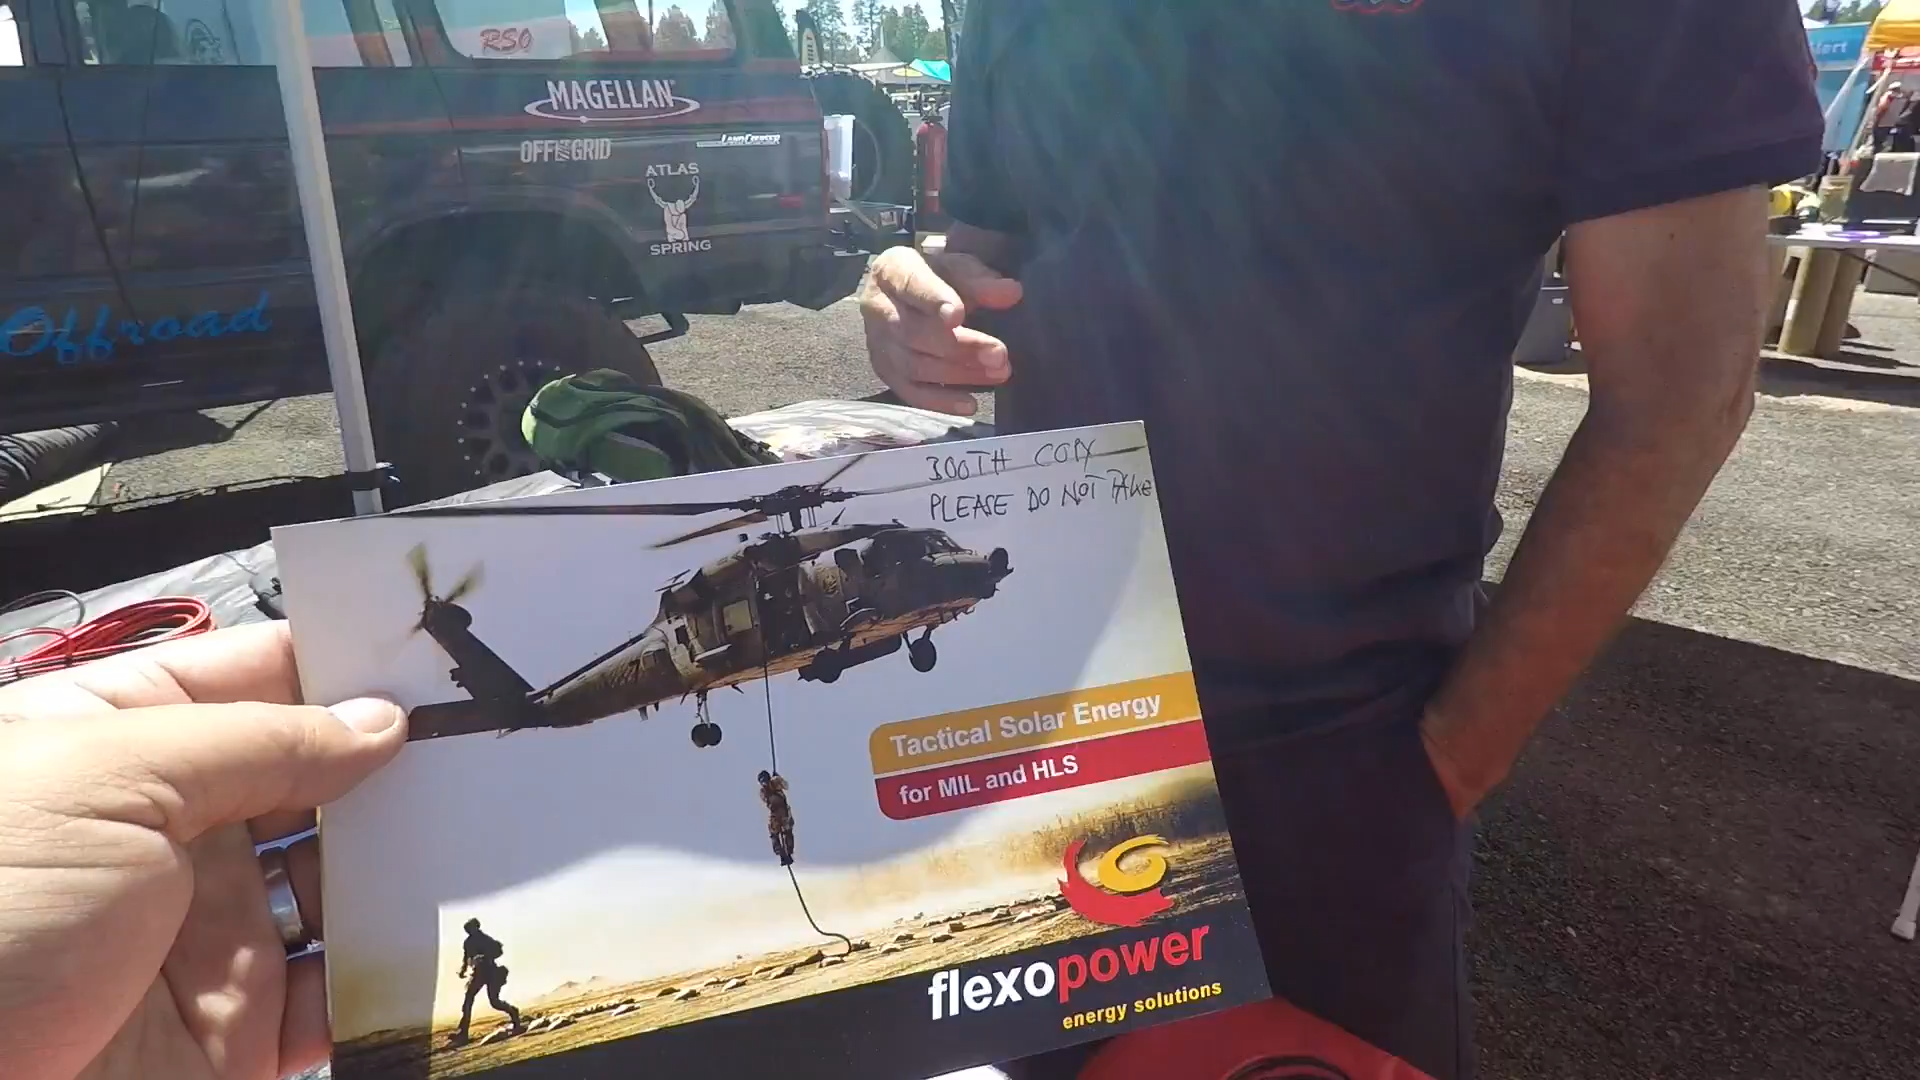 RSO
MAGELLAN
OFF GRID
LANDCRUISER
ATLAS
SPRING
Offroad
BOOTH COPY
PLEASE DO NOT TAKE
Tactical Solar Energy
for MIL and HLS
flexopower
energy solutions